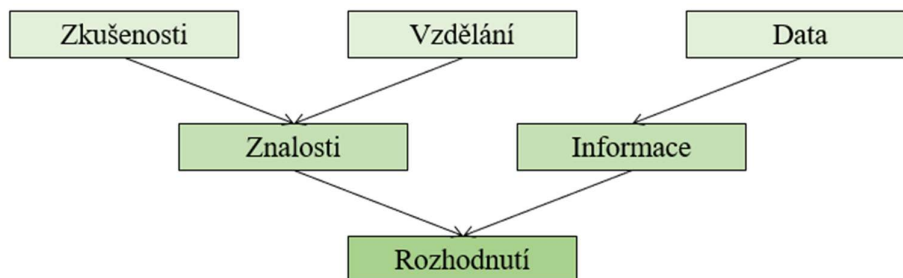 Zkušenosti
Vzdělání
Data
Znalosti
Informace
Rozhodnutí